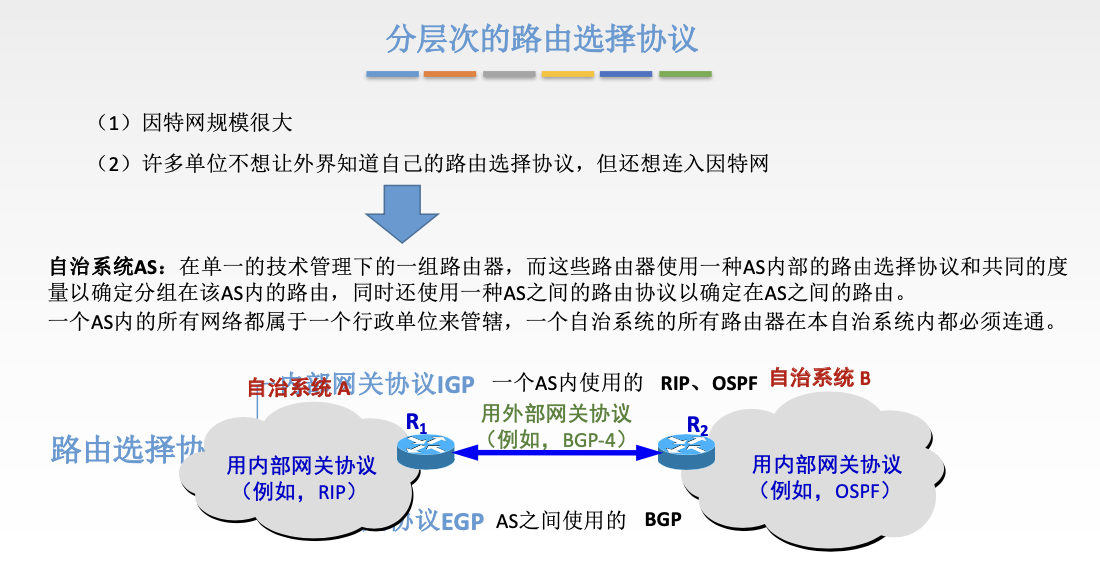 分层次的路由选择协议
（1）因特网规模很大
（2）许多单位不想让外界知道自己的路由选择协议，但还想连入因特网
自治系统AS：在单一的技术管理下的一组路由器，而这些路由器使用一种AS内部的路由选择协议和共同的度
量以确定分组在该AS内的路由，同时还使用一种AS之间的路由协议以确定在AS之间的路由。
一个AS内的所有网络都属于一个行政单位来管辖，一个自治系统的所有路由器在本自治系统内都必须连通。
自治系统 A
内部网关协议IGP 一个AS内使用的 RIP、OSPF
自治系统 B
R1
用外部网关协议
（例如，BGP-4）
R2
路由选择协
用内部网关协议
（例如，RIP）
用内部网关协议
（例如，OSPF）
协议EGP AS之间使用的 BGP